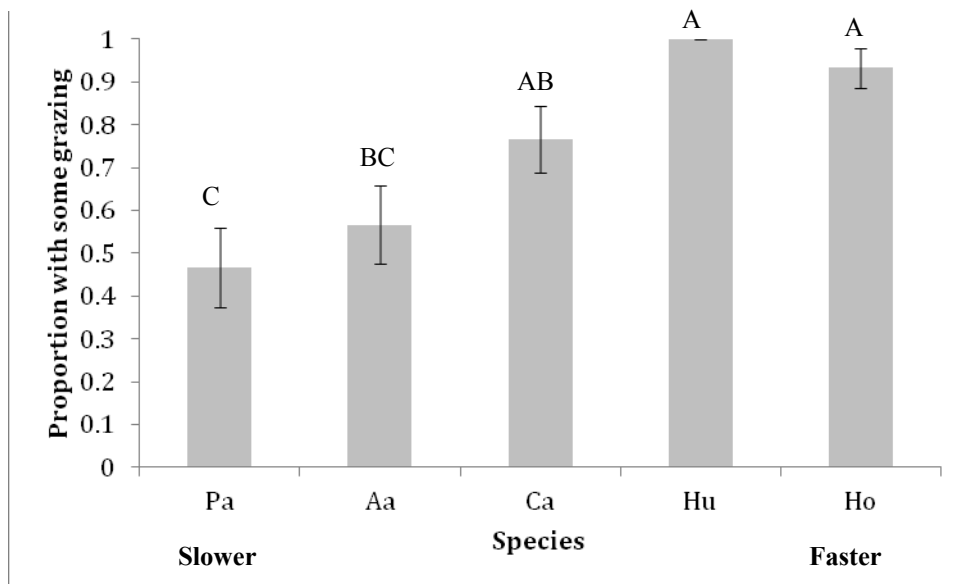 Proportion with some grazing
1
0.9
0.8
0.7
0.6
0.5
0.4
0.3
0.2
0.1
0
C
BC
AB
A
A
Pa Aa Ca Hu Ho
Species
Slower Faster